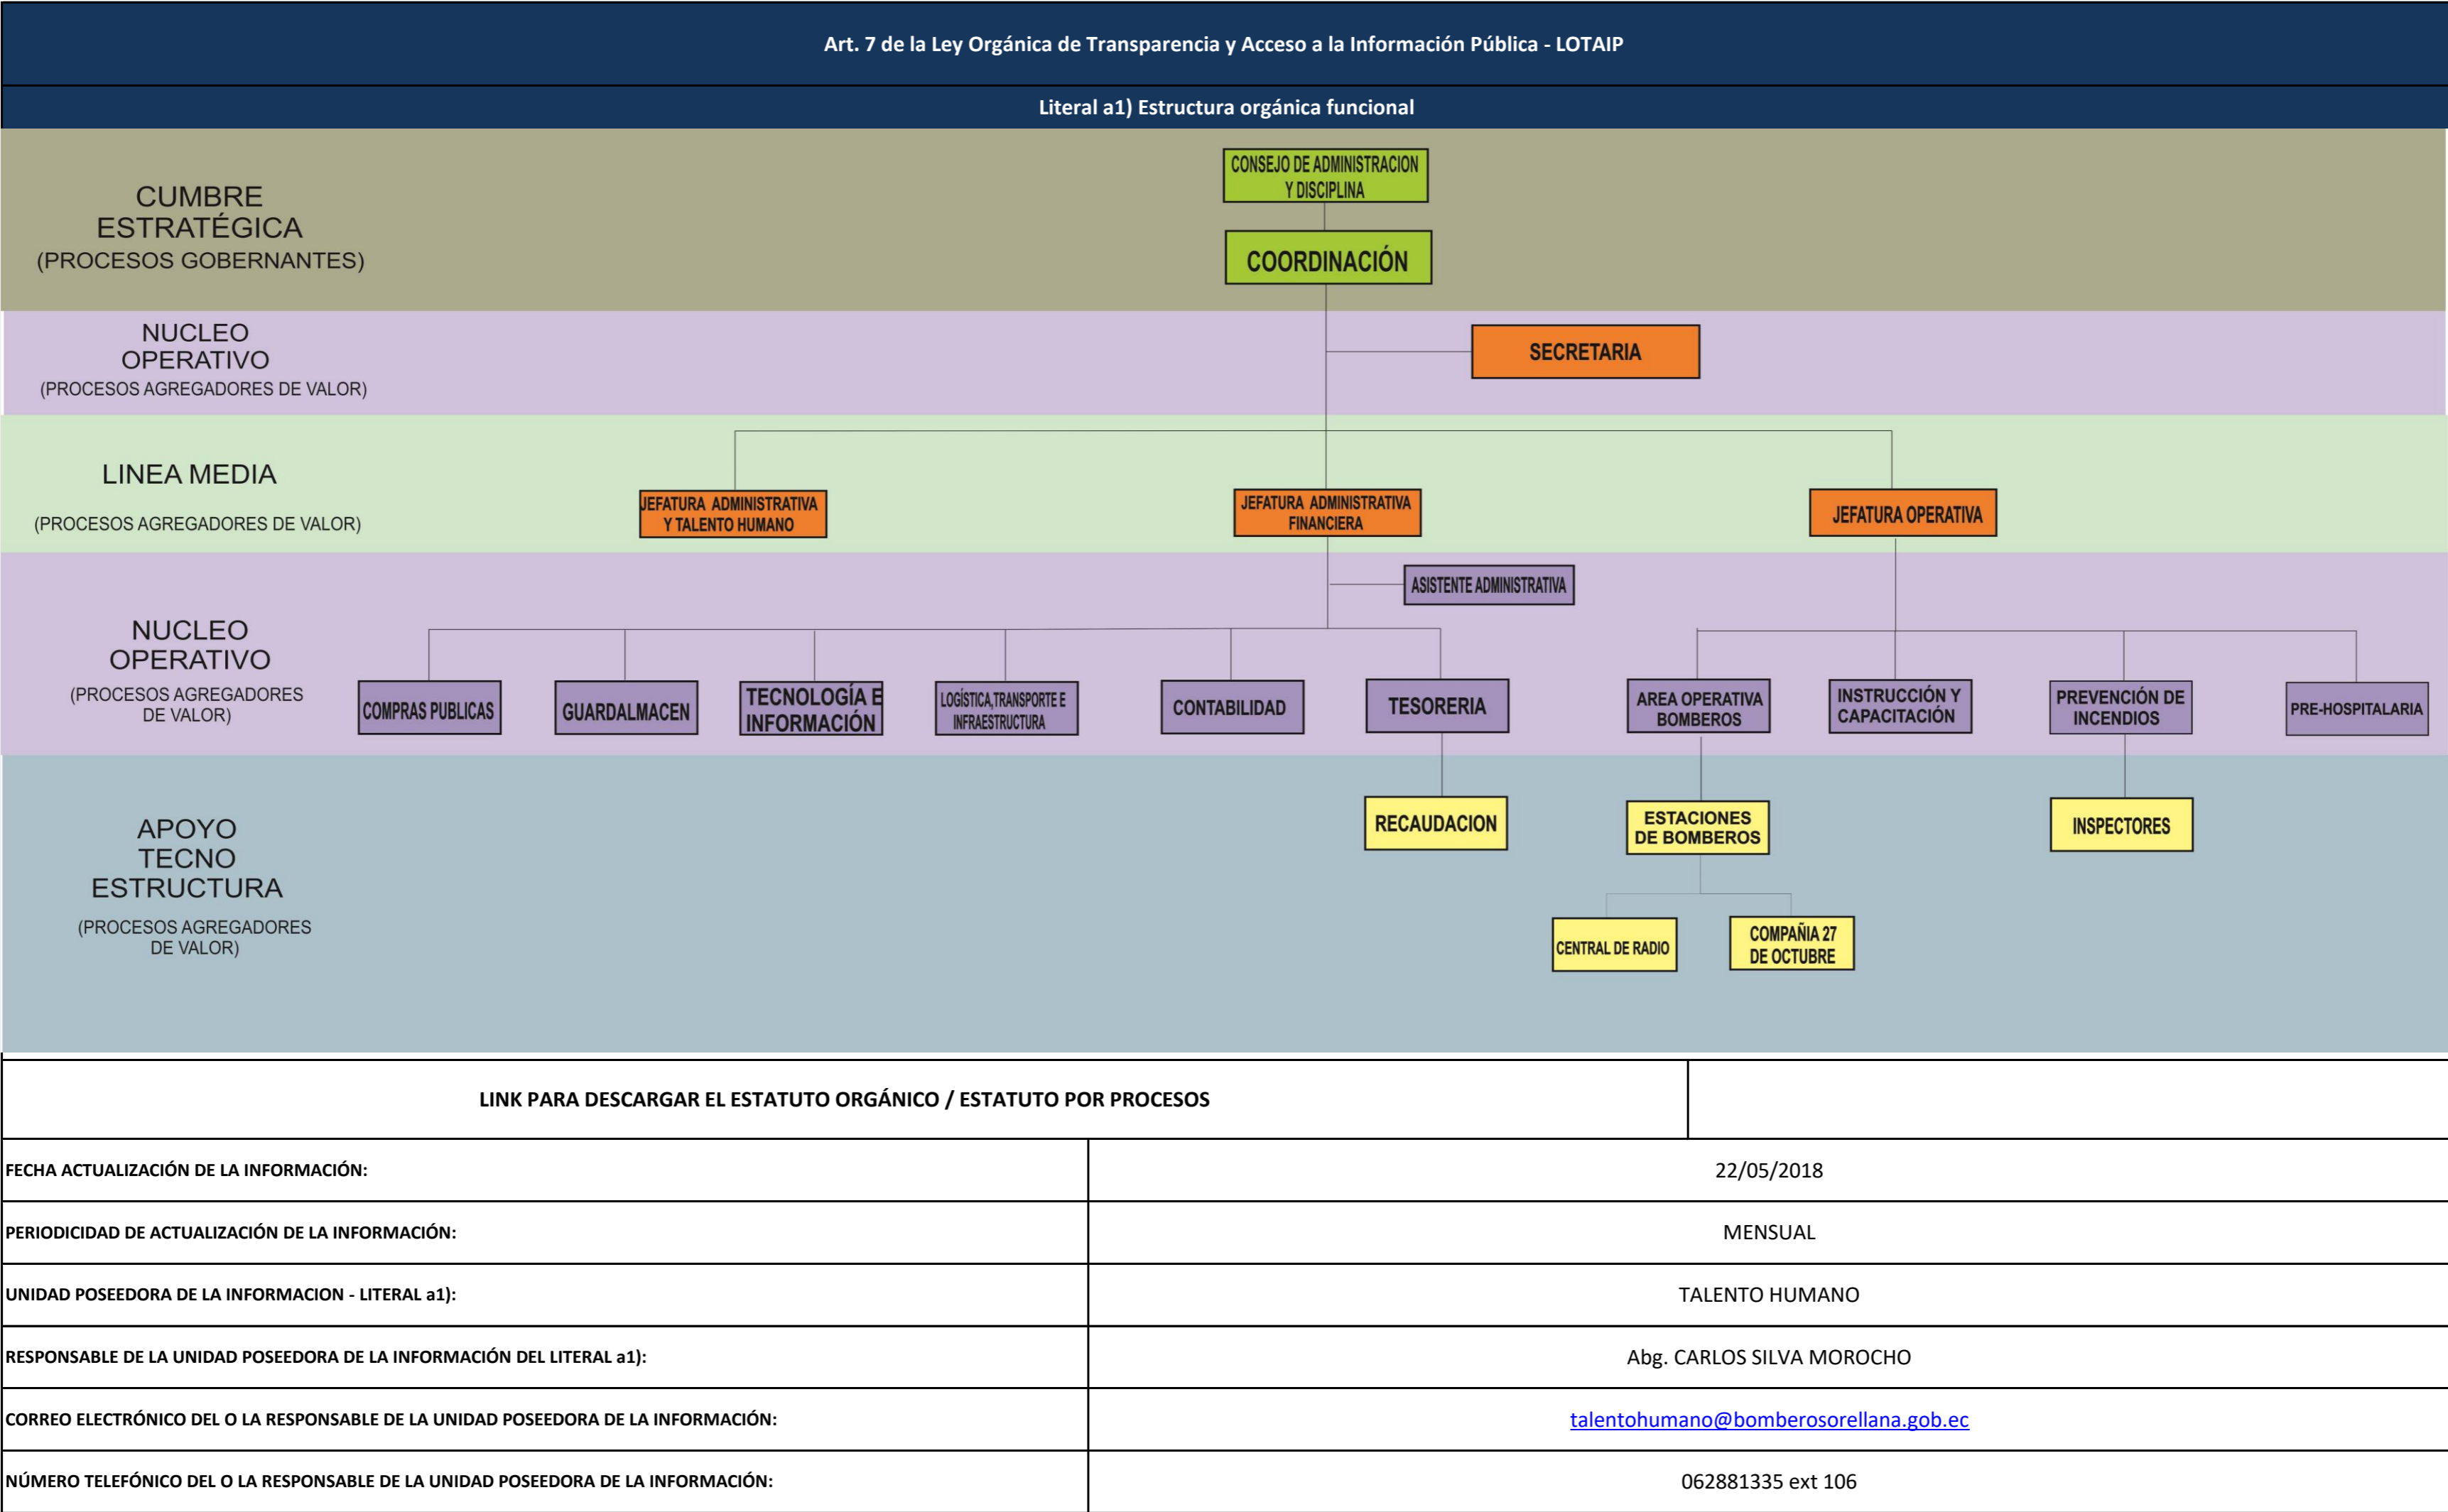 Art. 7 de la Ley Orgánica de Transparencia y Acceso a la Información Pública - LOTAIP
Literal a1) Estructura orgánica funcional
CUMBRE
ESTRATÉGICA
(PROCESOS GOBERNANTES)
CONSEJO DE ADMINISTRACION
Y DISCIPLINA
COORDINACIÓN
NUCLEO
OPERATIVO
(PROCESOS AGREGADORES DE VALOR)
SECRETARIA
LINEA MEDIA
(PROCESOS AGREGADORES DE VALOR)
JEFATURA ADMINISTRATIVA
Y TALENTO HUMANO
JEFATURA ADMINISTRATIVA
FINANCIERA
JEFATURA OPERATIVA
NUCLEO
OPERATIVO
(PROCESOS AGREGADORES
DE VALOR)
ASISTENTE ADMINISTRATIVA
COMPRAS PUBLICAS
GUARDALMACEN
TECNOLOGÍA E
INFORMACIÓN
LOGÍSTICA,TRANSPORTE E
INFRAESTRUCTURA
CONTABILIDAD
TESORERIA
AREA OPERATIVA
BOMBEROS
INSTRUCCIÓN Y
CAPACITACIÓN
PREVENCIÓN DE
INCENDIOS
PRE-HOSPITALARIA
APOYO
TECNO
ESTRUCTURA
(PROCESOS AGREGADORES
DE VALOR)
RECAUDACION
ESTACIONES
DE BOMBEROS
INSPECTORES
CENTRAL DE RADIO
COMPAÑIA 27
DE OCTUBRE
LINK PARA DESCARGAR EL ESTATUTO ORGÁNICO / ESTATUTO POR PROCESOS
FECHA ACTUALIZACIÓN DE LA INFORMACIÓN:
22/05/2018
PERIODICIDAD DE ACTUALIZACIÓN DE LA INFORMACIÓN:
MENSUAL
UNIDAD POSEEDORA DE LA INFORMACION - LITERAL a1):
TALENTO HUMANO
RESPONSABLE DE LA UNIDAD POSEEDORA DE LA INFORMACIÓN DEL LITERAL a1):
Abg. CARLOS SILVA MOROCHO
CORREO ELECTRÓNICO DEL O LA RESPONSABLE DE LA UNIDAD POSEEDORA DE LA INFORMACIÓN:
talentohumano@bomberosorellana.gob.ec
NÚMERO TELEFÓNICO DEL O LA RESPONSABLE DE LA UNIDAD POSEEDORA DE LA INFORMACIÓN:
062881335 ext 106